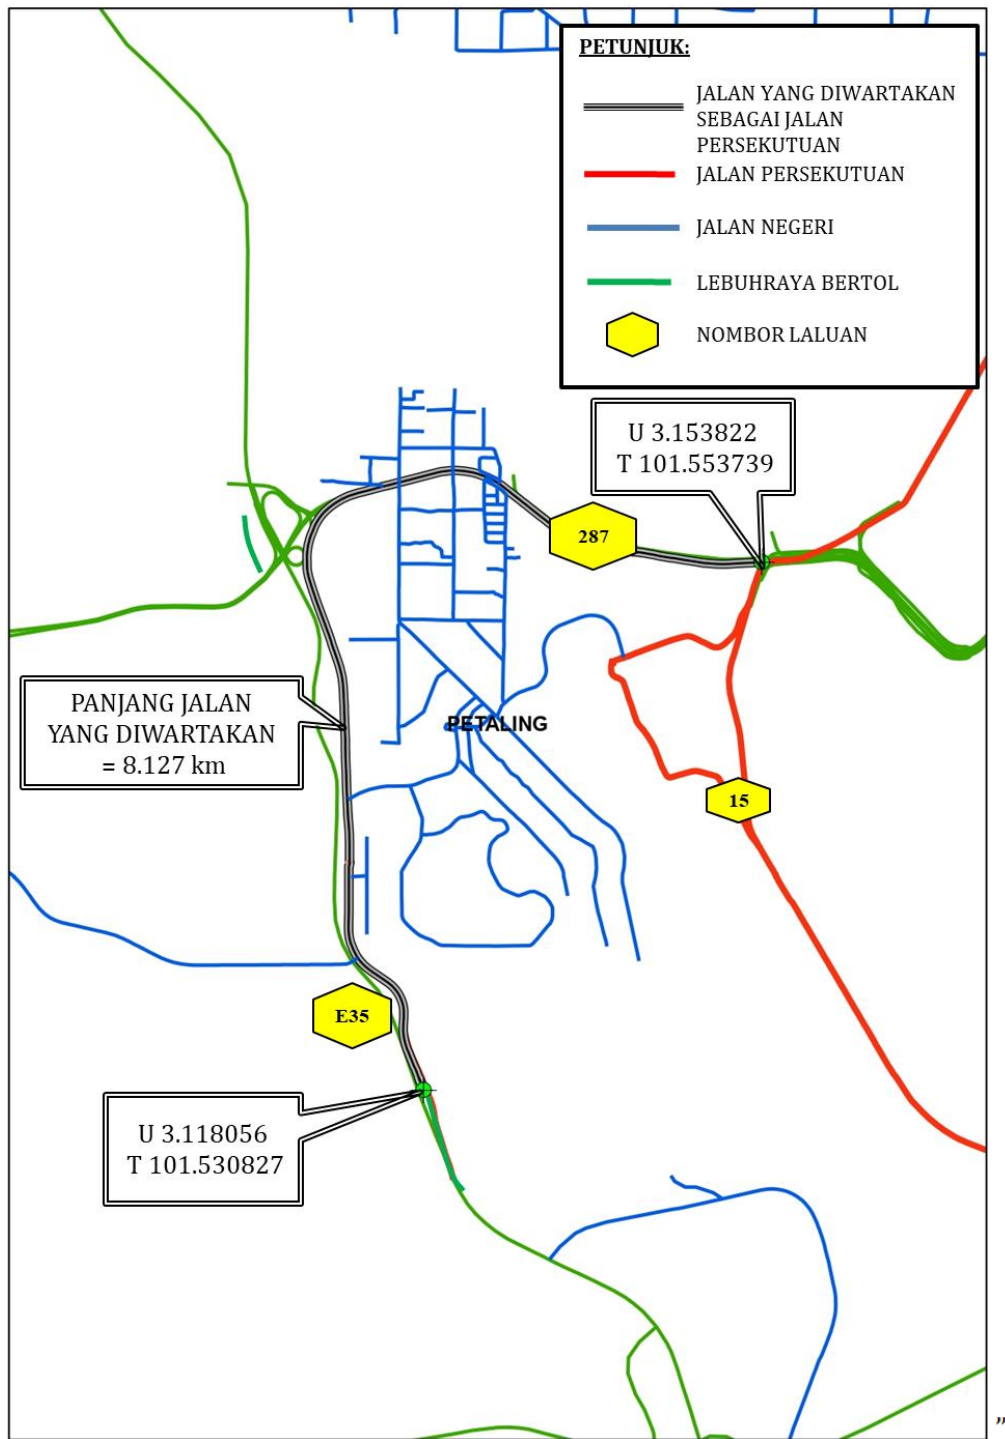 PETUNJUK:
JALAN YANG DIWARTAKAN
SEBAGAI JALAN
PERSEKUTUAN
JALAN PERSEKUTUAN
JALAN NEGERI
LEBUHRAYA BERTOL
NOMBOR LALUAN
U 3.153822
T 101.553739
287
PANJANG JALAN
YANG DIWARTAKAN
= 8.127 km
PETALING
15
E35
U 3.118056
T 101.530827
”